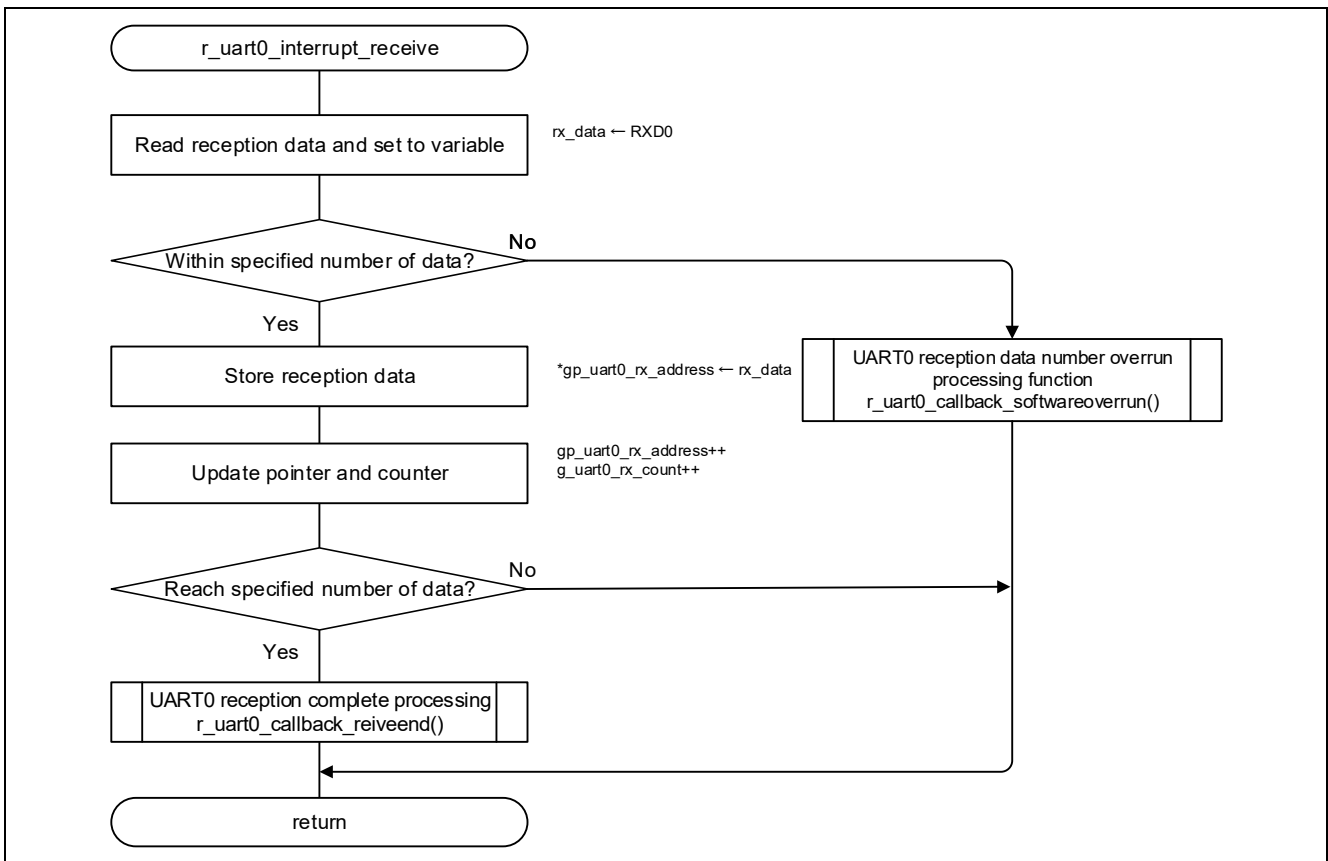 r_uart0_interrupt_receive
Read reception data and set to variable
rx_data ← RXD0
Within specified number of data?
No
Yes
Store reception data
*gp_uart0_rx_address ← rx_data
UART0 reception data number overrun
processing function
r_uart0_callback_softwareoverrun()
Update pointer and counter
gp_uart0_rx_address++
g_uart0_rx_count++
Reach specified number of data?
No
Yes
UART0 reception complete processing
r_uart0_callback_reiveend()
return